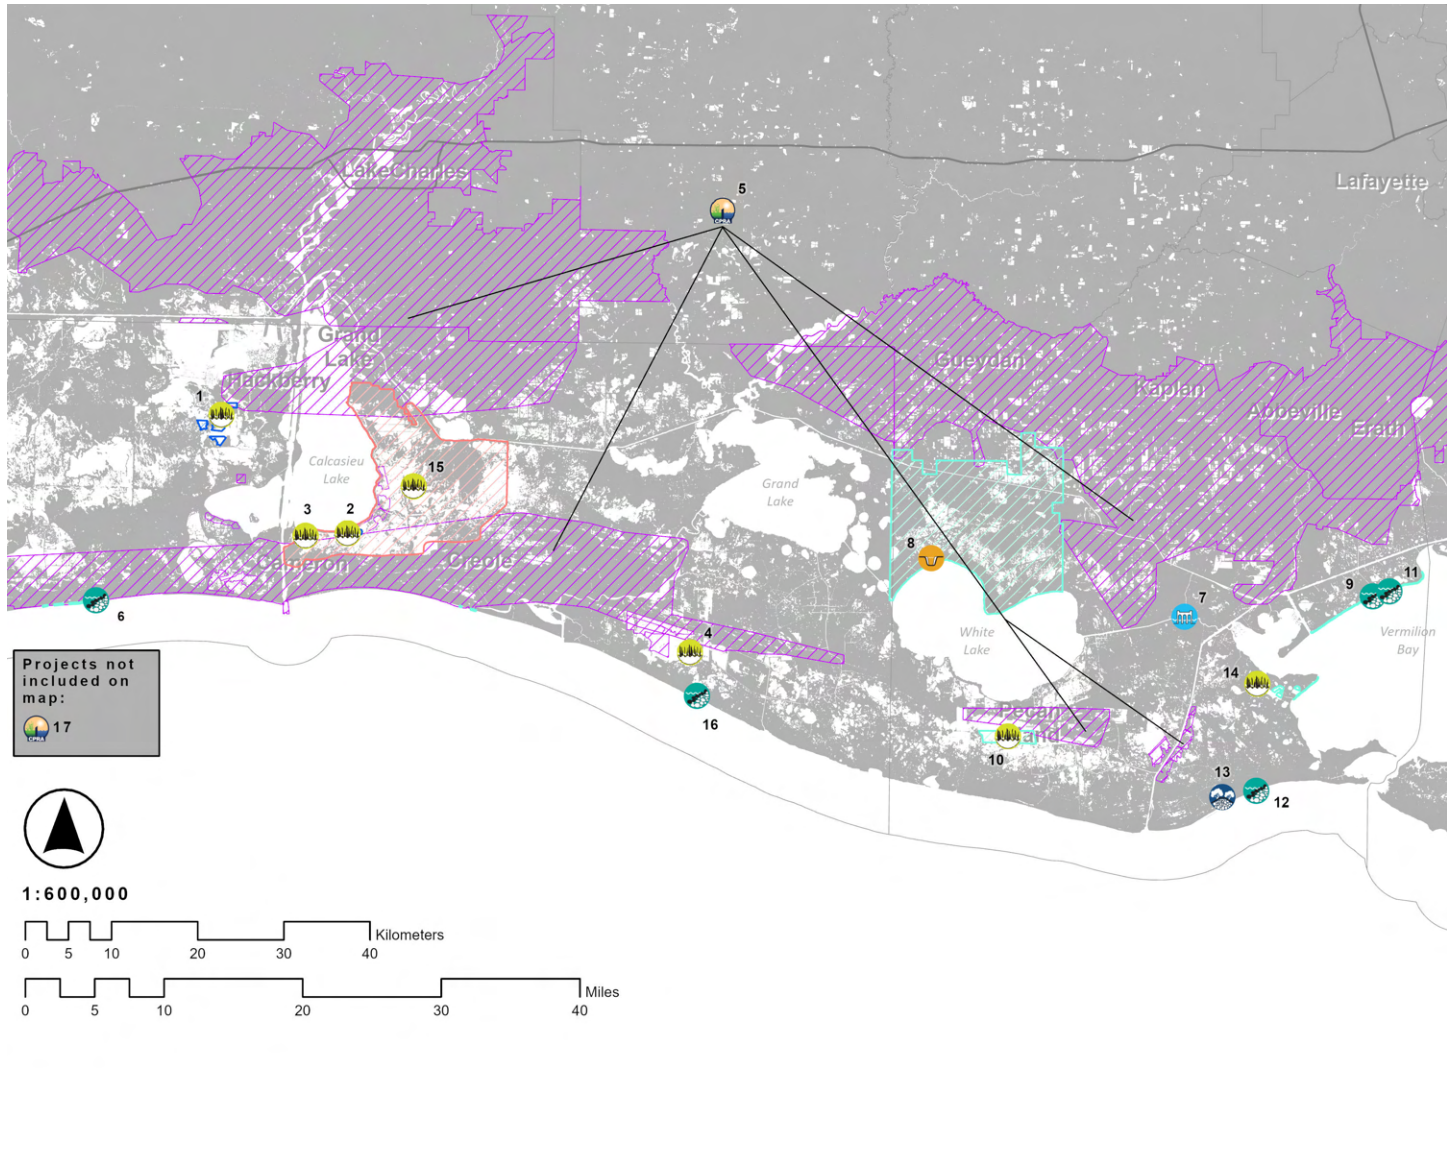 LakeCharles
Lafayette
5
CPRA
Grand
Lake
Hackberry
1
Gueydan
Kaplan
Abbeville
Erath
Calcasieu
Lake
15
Grand
Lake
3
2
8
Cameron
Creole
6
9
11
7
4
White
Lake
Vermilion
Bay
14
16
Pecan
Island
10
13
12
Projects not
included on
map:
17
CPRA
1:600,000
Kilometers
0 5 10 20 30 40
Miles
0 5 10 20 30 40